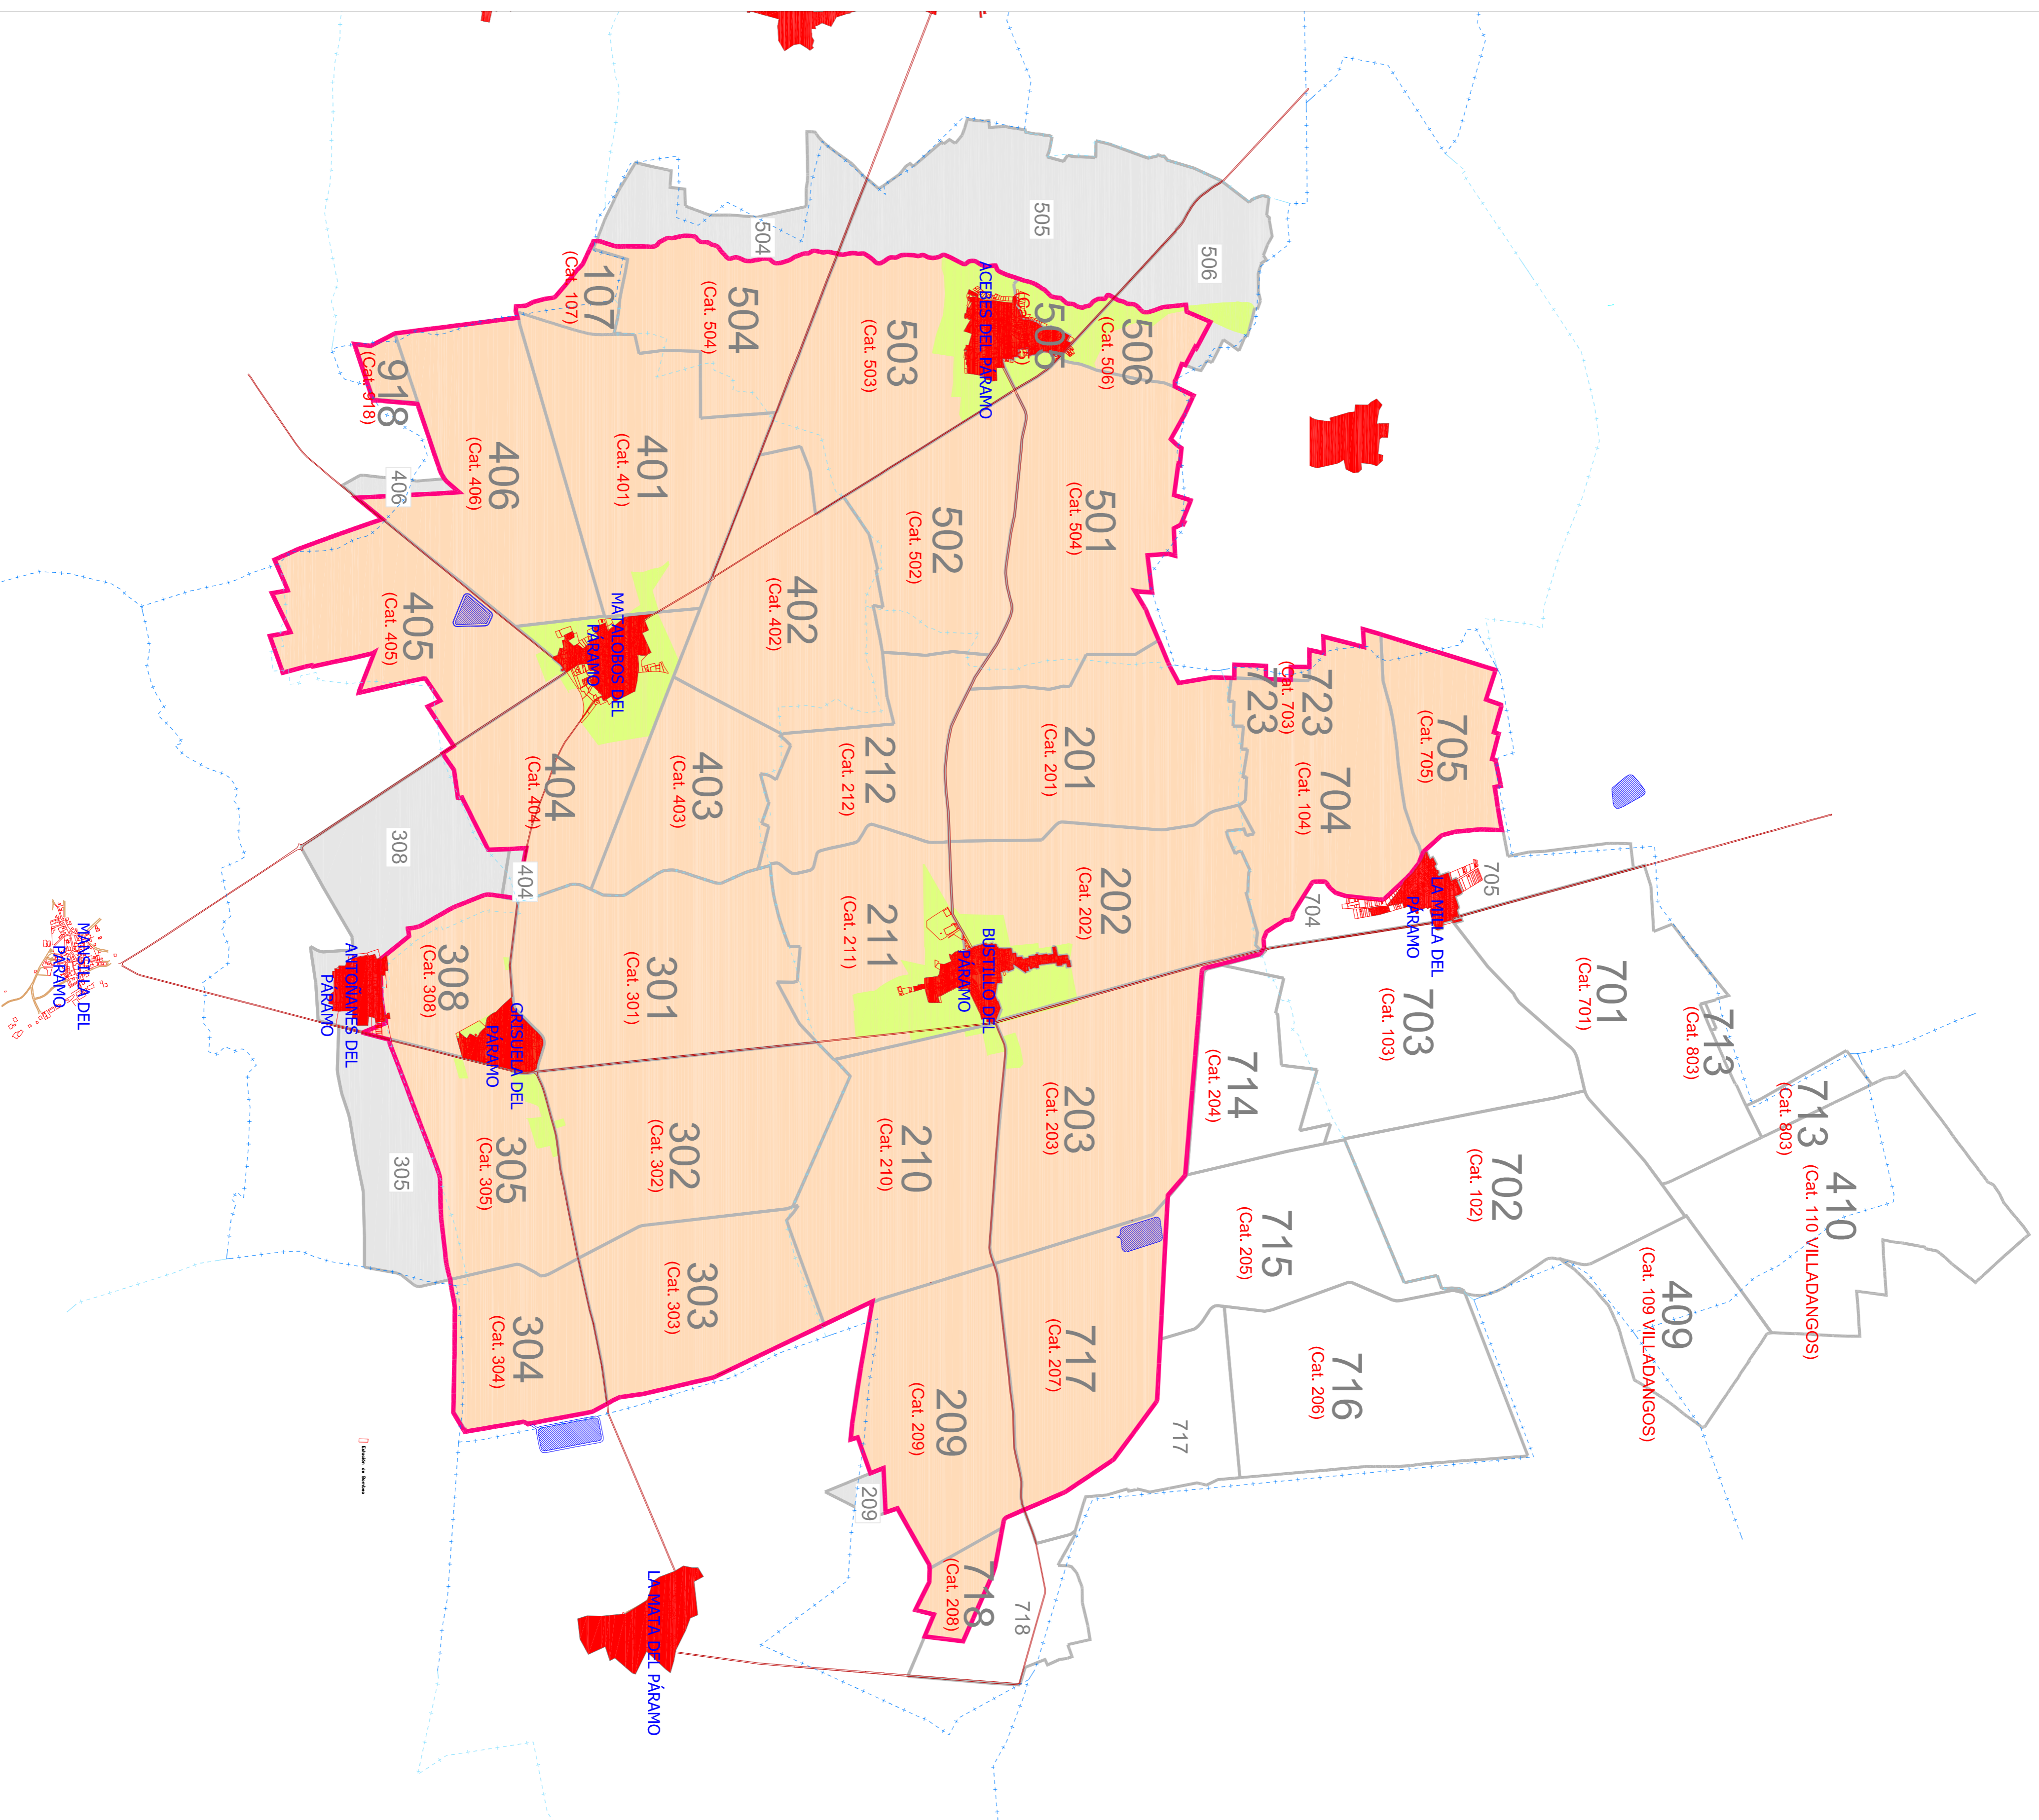 506
505
504
506
(Cat. 506)
505
ACEBES DEL PÁRAMO
503
(Cat. 503)
504
(Cat. 504)
107
(Cat. 107)
918
(Cat. 918)
406
(Cat. 406)
406
401
(Cat. 401)
501
(Cat. 504)
502
(Cat. 502)
402
(Cat. 402)
405
(Cat. 405)
MATALOBOS DEL
PÁRAMO
705
(Cat. 705)
723
(Cat. 703)
723
704
(Cat. 104)
201
(Cat. 201)
212
(Cat. 212)
403
(Cat. 403)
404
(Cat. 404)
308
404
705
704
LA MILLA DEL
PÁRAMO
202
(Cat. 202)
211
(Cat. 211)
BUSTILLO DEL
PÁRAMO
301
(Cat. 301)
308
(Cat. 308)
ANTOÑANES DEL
PÁRAMO
MANSILLA DEL
PÁRAMO
GRISUELA DEL
PÁRAMO
701
(Cat. 701)
703
(Cat. 103)
713
(Cat. 803)
713
(Cat. 803)
410
(Cat. 110 VILLADANGOS)
714
(Cat. 204)
203
(Cat. 203)
210
(Cat. 210)
302
(Cat. 302)
305
(Cat. 305)
305
702
(Cat. 102)
715
(Cat. 205)
409
(Cat. 109 VILLADANGOS)
303
(Cat. 303)
304
(Cat. 304)
717
(Cat. 207)
716
(Cat. 206)
209
(Cat. 209)
717
209
718
(Cat. 208)
718
LA MATA DEL PÁRAMO
Estación de Bombeo